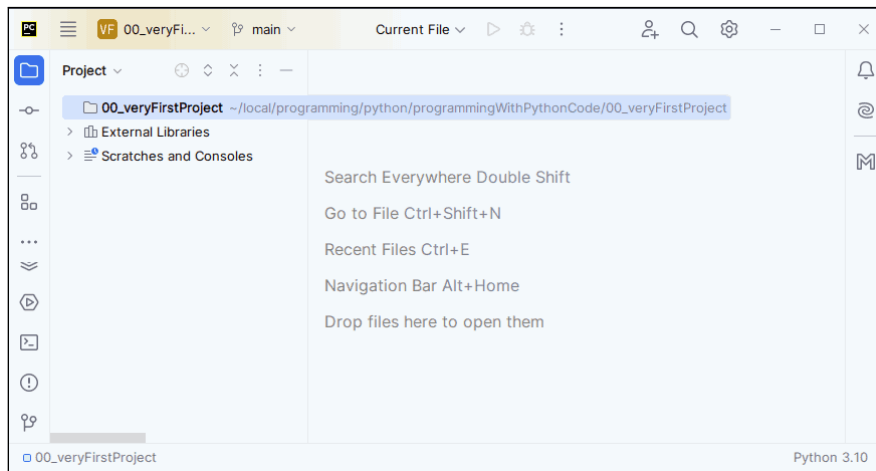 PC VF 00_veryFi... main Current File
Project
00_veryFirstProject ~/local/programming/python/programmingWithPythonCode/00_veryFirstProject
External Libraries
Scratches and Consoles
Search Everywhere Double Shift
Go to File Ctrl+Shift+N
Recent Files Ctrl+E
Navigation Bar Alt+Home
Drop files here to open them
00_veryFirstProject Python 3.10